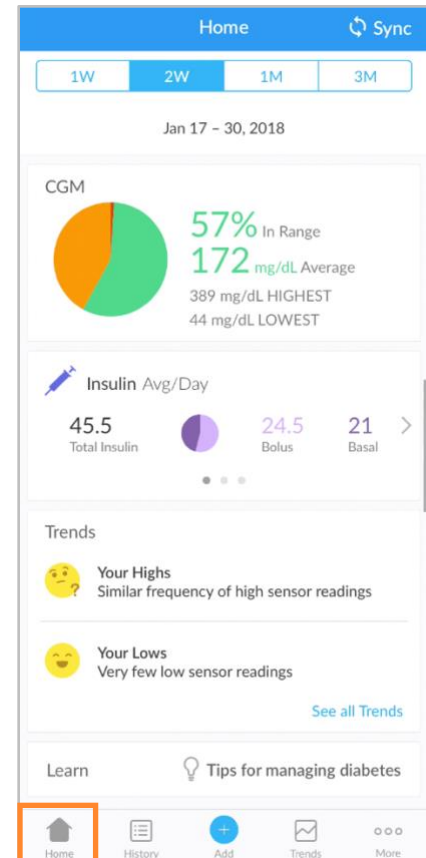 Home Sync
1W 2W 1M 3M
Jan 17 – 30, 2018
CGM
57% In Range
172 mg/dL Average
389 mg/dL HIGHEST
44 mg/dL LOWEST
Insulin Avg/Day
45.5 24.5 21
Total Insulin Bolus Basal
Trends
Your Highs
Similar frequency of high sensor readings
Your Lows
Very few low sensor readings
See all Trends
Learn Tips for managing diabetes
Home History Add Trends More